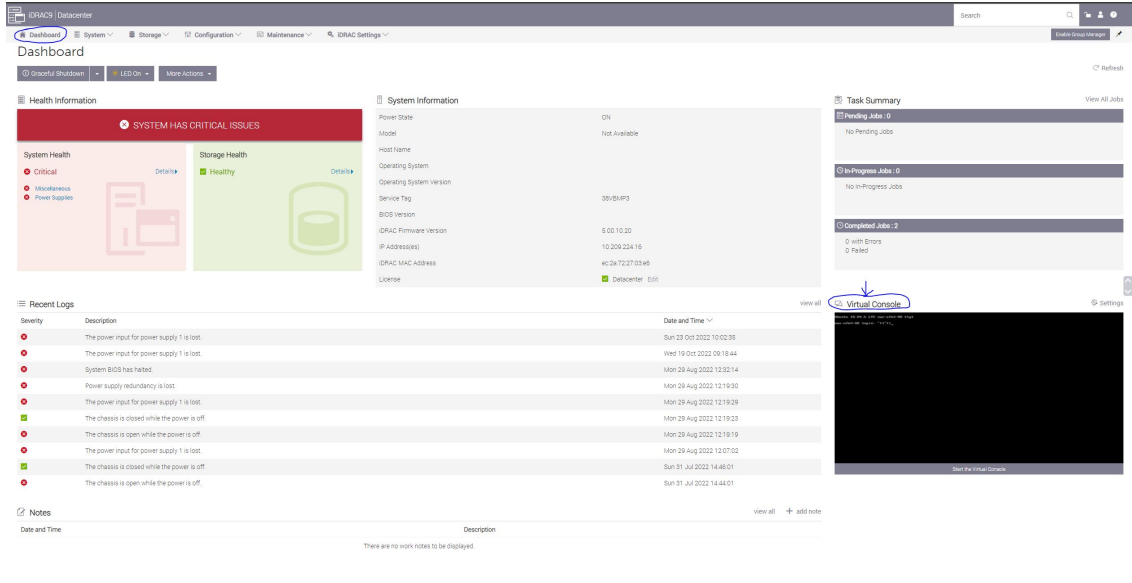 iDRAC9 | Datacenter
Search
Dashboard
System
Storage
Configuration
Maintenance
iDRAC Settings
Enable Group Manager
Dashboard
Graceful Shutdown
LED On
More Actions
Refresh
Health Information
SYSTEM HAS CRITICAL ISSUES
System Health
Critical
Details
Miscellaneous
Power Supplies
Storage Health
Healthy
Details
System Information
Power State ON
Model Not Available
Host Name
Operating System
Operating System Version
Service Tag 38VBMP3
BIOS Version
iDRAC Firmware Version 5.00.10.20
IP Address(es) 10.209.224.16
iDRAC MAC Address ec:2a:72:27:03:e6
License Datacenter Edit
Task Summary
View All Jobs
Pending Jobs : 0
No Pending Jobs
In-Progress Jobs : 0
No In-Progress Jobs
Completed Jobs : 2
0 with Errors
0 Failed
Recent Logs
view all
Severity Description Date and Time
The power input for power supply 1 is lost. Sun 23 Oct 2022 10:02:35
The power input for power supply 1 is lost. Wed 19 Oct 2022 09:18:44
System BIOS has halted. Mon 29 Aug 2022 12:32:14
Power supply redundancy is lost. Mon 29 Aug 2022 12:19:30
The power input for power supply 1 is lost. Mon 29 Aug 2022 12:19:29
The chassis is closed while the power is off. Mon 29 Aug 2022 12:19:23
The chassis is open while the power is off. Mon 29 Aug 2022 12:19:19
The power input for power supply 1 is lost. Mon 29 Aug 2022 12:07:02
The chassis is closed while the power is off. Sun 31 Jul 2022 14:46:01
The chassis is open while the power is off. Sun 31 Jul 2022 14:44:01
Virtual Console
Settings
Start the Virtual Console
Notes
view all
+ add note
Date and Time Description
There are no work notes to be displayed.